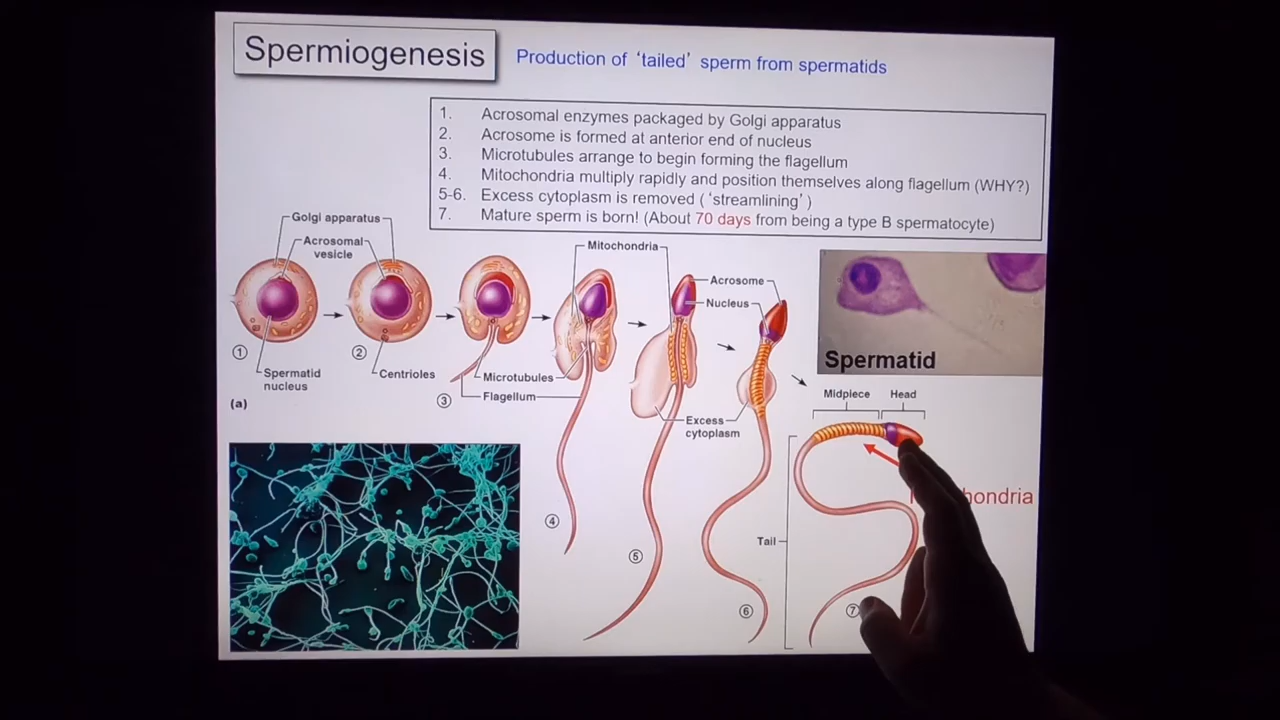 Spermiogenesis
Production of ‘tailed’ sperm from spermatids
1. Acrosomal enzymes packaged by Golgi apparatus
2. Acrosome is formed at anterior end of nucleus
3. Microtubules arrange to begin forming the flagellum
4. Mitochondria multiply rapidly and position themselves along flagellum (WHY?)
5-6. Excess cytoplasm is removed ( ‘streamlining’ )
7. Mature sperm is born! (About 70 days from being a type B spermatocyte)
Golgi apparatus
Acrosomal
vesicle
Mitochondria
Acrosome
Nucleus
Spermatid
1
2
Spermatid
nucleus
Centrioles
Microtubules
Flagellum
3
(a)
Excess
cytoplasm
Midpiece
Head
hondria
4
5
Tail
6
7